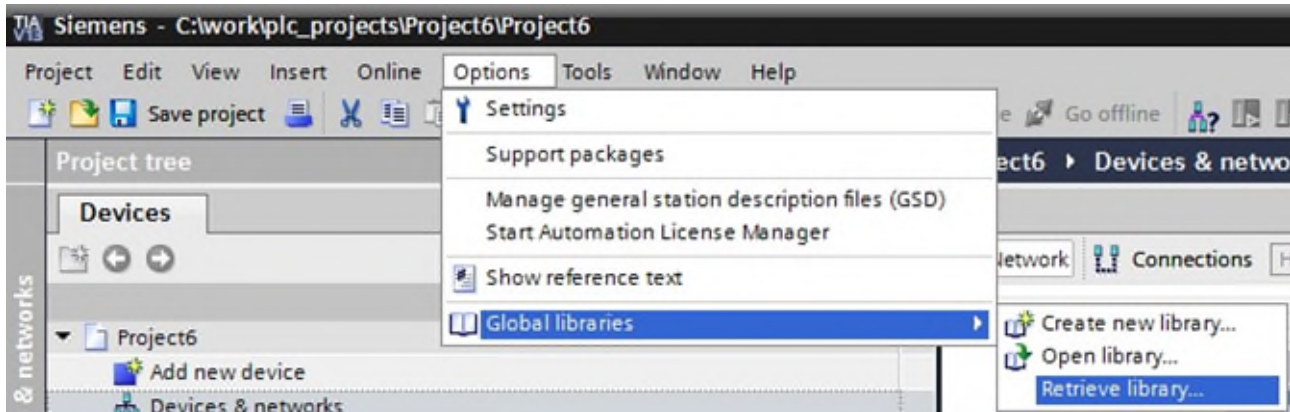 TIA V13 Siemens - C:\work\plc_projects\Project6\Project6
Project Edit View Insert Online Options Tools Window Help
Save project
Go offline
Settings
Support packages
Manage general station description files (GSD)
Start Automation License Manager
Show reference text
Global libraries
Create new library...
Open library...
Retrieve library...
Project tree
Devices
Project6
Add new device
Devices & networks
& networks
ect6 Devices & netwo
Connections